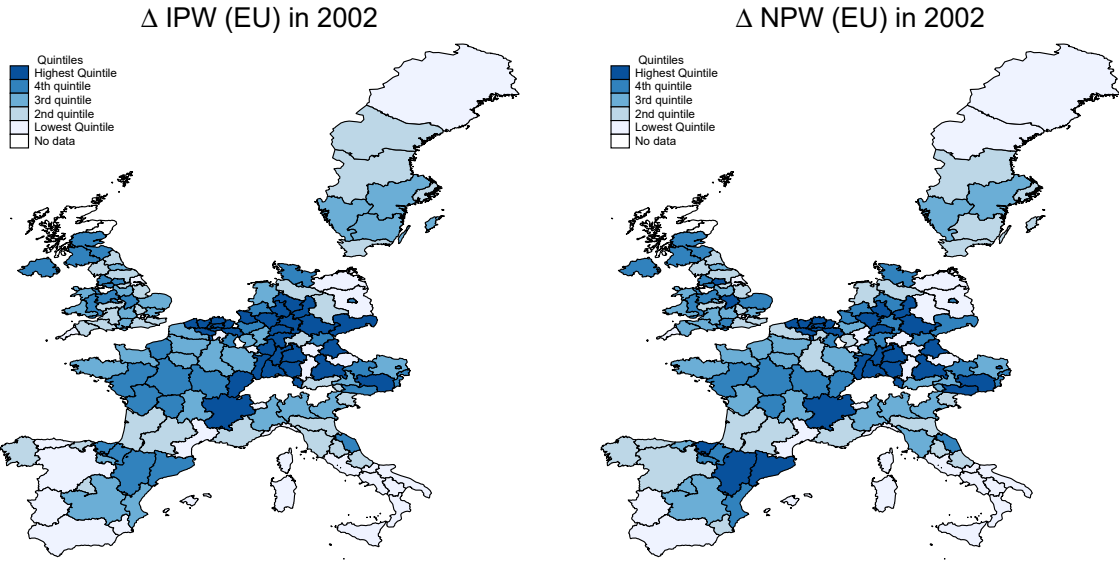 Δ IPW (EU) in 2002
Quintiles
Highest Quintile
4th quintile
3rd quintile
2nd quintile
Lowest Quintile
No data
Δ NPW (EU) in 2002
Quintiles
Highest Quintile
4th quintile
3rd quintile
2nd quintile
Lowest Quintile
No data